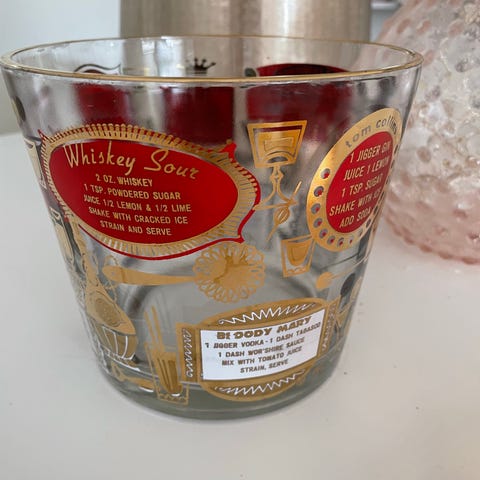 Whiskey Sour
2 OZ. WHISKEY
1 TSP. POWDERED SUGAR
JUICE 1/2 LEMON & 1/2 LIME
SHAKE WITH CRACKED ICE
STRAIN AND SERVE
tom collins
1 JIGGER GIN
JUICE 1 LEMON
1 TSP. SUGAR
SHAKE WITH ICE
ADD SODA
BLOODY MARY
1 JIGGER VODKA - 1 DASH TABASCO
1 DASH WOR'SHIRE SAUCE
MIX WITH TOMATO JUICE
STRAIN, SERVE